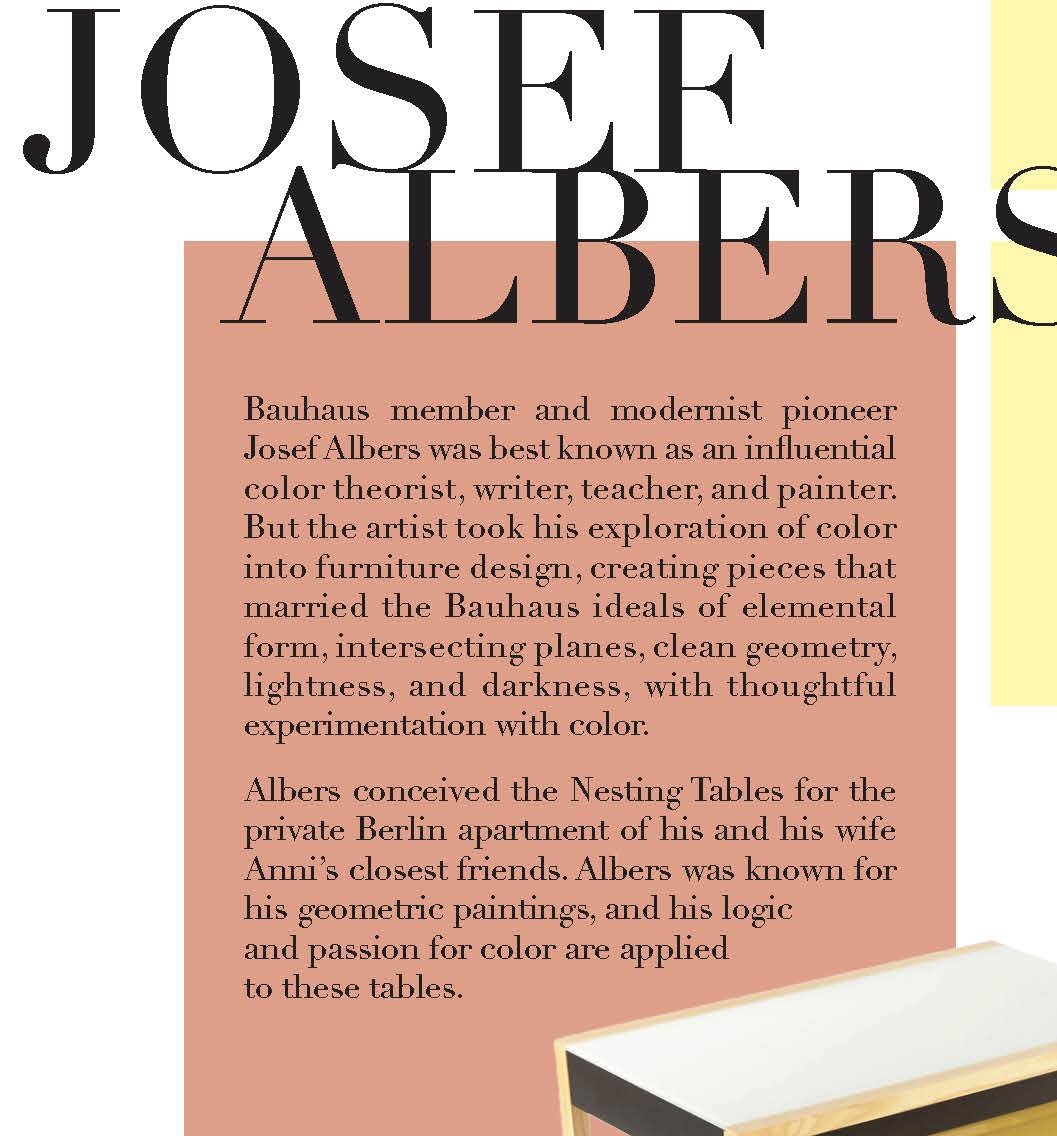 JOSEF
ALBERS
Bauhaus member and modernist pioneer
Josef Albers was best known as an influential
color theorist, writer, teacher, and painter.
But the artist took his exploration of color
into furniture design, creating pieces that
married the Bauhaus ideals of elemental
form, intersecting planes, clean geometry,
lightness, and darkness, with thoughtful
experimentation with color.
Albers conceived the Nesting Tables for the
private Berlin apartment of his and his wife
Anni’s closest friends. Albers was known for
his geometric paintings, and his logic
and passion for color are applied
to these tables.